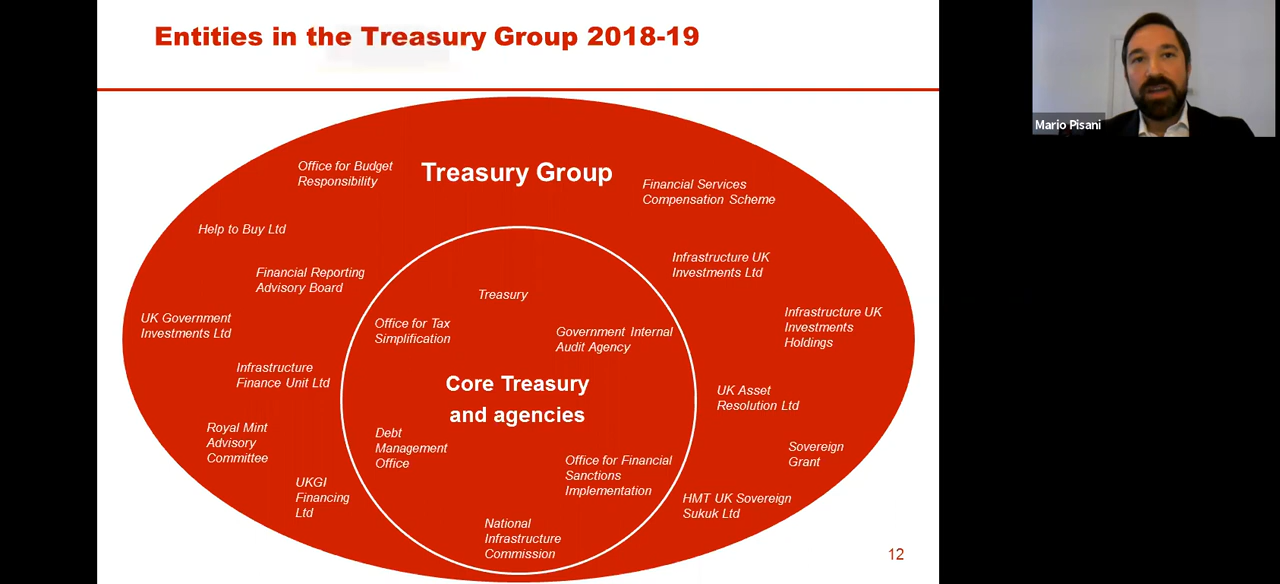 Entities in the Treasury Group 2018-19
Mario Pisani
Treasury Group
Office for Budget
Responsibility
Financial Services
Compensation Scheme
Help to Buy Ltd
Financial Reporting
Advisory Board
Infrastructure UK
Investments Ltd
UK Government
Investments Ltd
Infrastructure UK
Investments
Holdings
Infrastructure
Finance Unit Ltd
UK Asset
Resolution Ltd
Royal Mint
Advisory
Committee
Sovereign
Grant
UKGI
Financing
Ltd
HMT UK Sovereign
Sukuk Ltd
Treasury
Office for Tax
Simplification
Government Internal
Audit Agency
Core Treasury
and agencies
Debt
Management
Office
Office for Financial
Sanctions
Implementation
National
Infrastructure
Commission
12